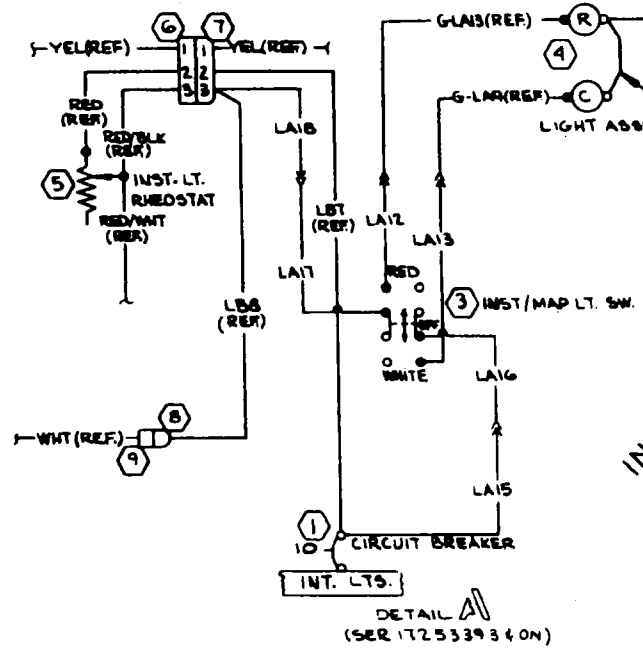 6 7
G-LA13(REF)
R
YEL(REF) 1 1 YEL(REF)
4
2 2
3 3
G-LA9(REF)
C
RED
(REF)
LA18
LIGHT ASS
RED/BLK
(REF)
5
INST. LT.
RHEOSTAT
LB7
(REF)
LA12
RED/WHT
(REF)
LA13
LA17
RED
LB8
(REF)
3 INST/MAP LT. SW.
OFF
WHITE
LA16
8
WHT(REF.)
9
IN
LA15
1
10 CIRCUIT BREAKER
INT. LTS.
DETAIL A
(SER 17253393 & ON)